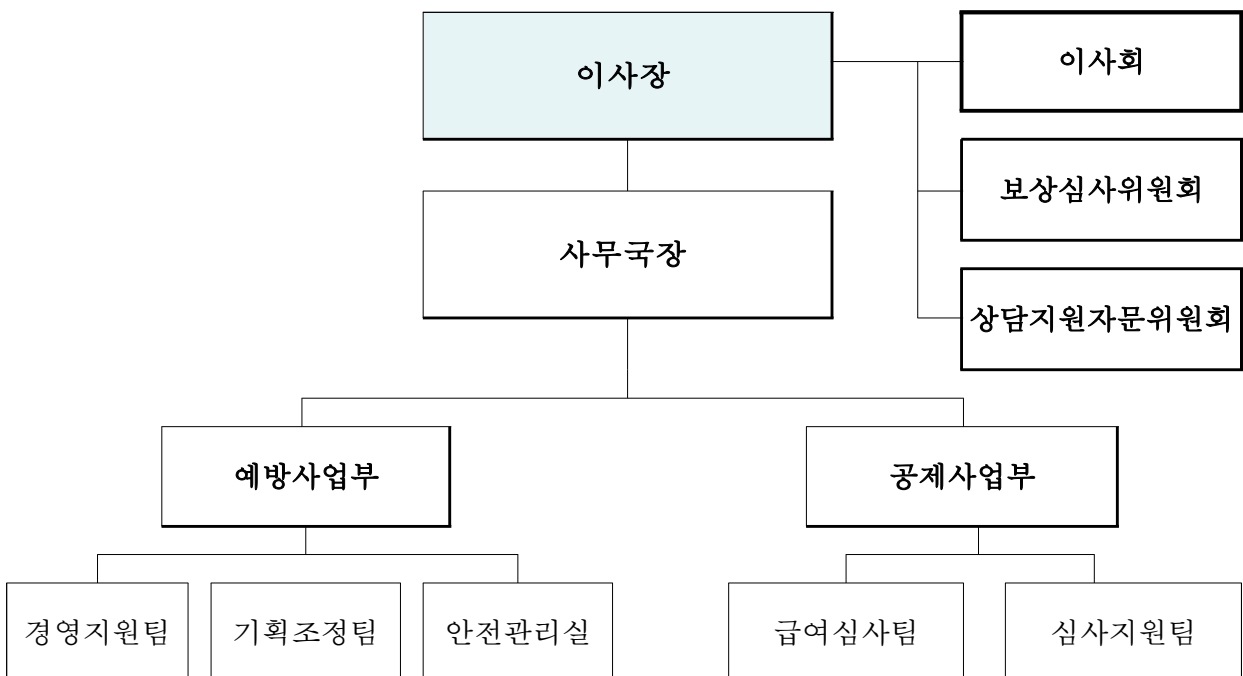 이사장
이사회
보상심사위원회
사무국장
상담지원자문위원회
예방사업부
공제사업부
경영지원팀
기획조정팀
안전관리실
급여심사팀
심사지원팀